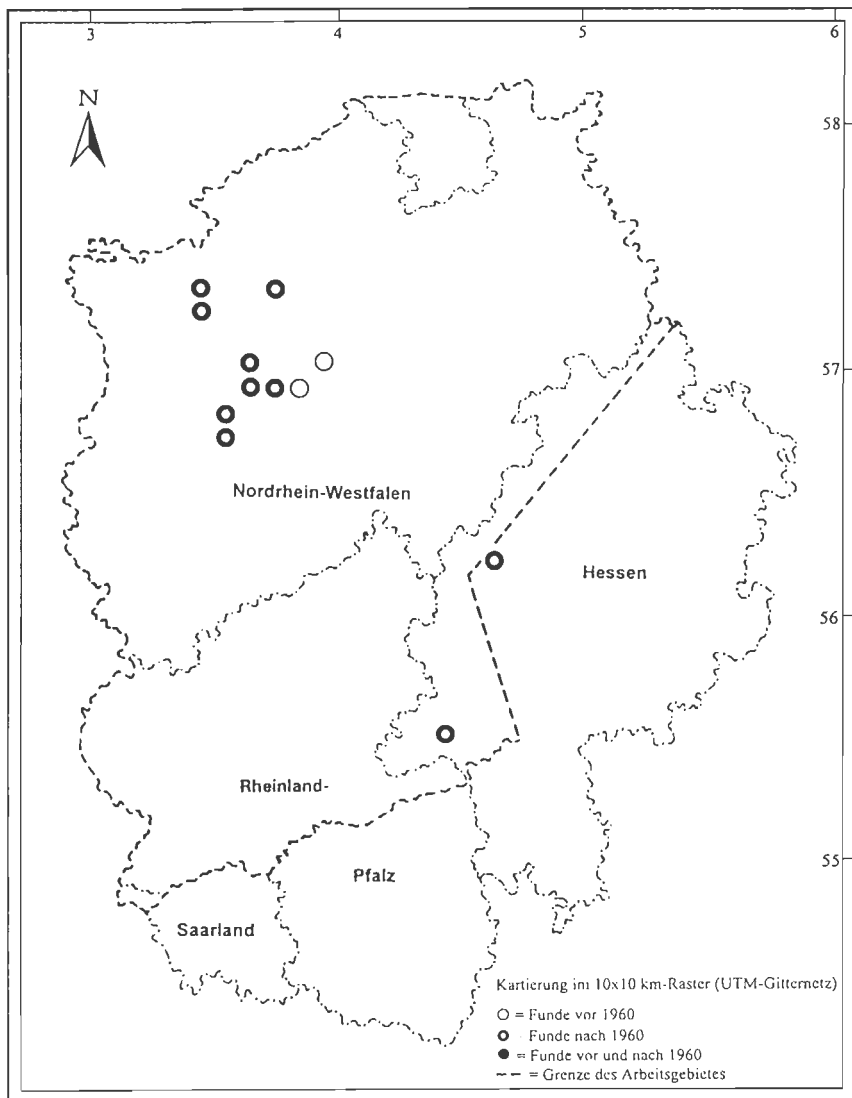 3 4 5 6
N
58
57
Nordrhein-Westfalen
Hessen
56
Rheinland-
55
Pfalz
Saarland
Kartierung im 10x10 km-Raster (UTM-Gitternetz)
○ = Funde vor 1960
Funde nach 1960
● = Funde vor und nach 1960
= Grenze des Arbeitsgebietes